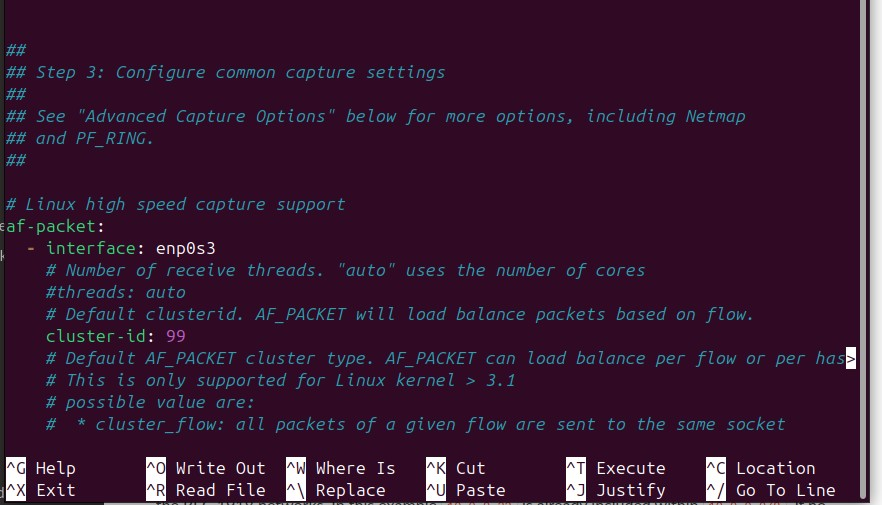 ##
## Step 3: Configure common capture settings
##
## See "Advanced Capture Options" below for more options, including Netmap
## and PF_RING.
##
# Linux high speed capture support
af-packet:
  - interface: enp0s3
    # Number of receive threads. "auto" uses the number of cores
    #threads: auto
    # Default clusterid. AF_PACKET will load balance packets based on flow.
    cluster-id: 99
    # Default AF_PACKET cluster type. AF_PACKET can load balance per flow or per has>
    # This is only supported for Linux kernel > 3.1
    # possible value are:
    #  * cluster_flow: all packets of a given flow are sent to the same socket
^G Help ^O Write Out ^W Where Is ^K Cut ^T Execute ^C Location
^X Exit ^R Read File ^\ Replace ^U Paste ^J Justify ^/ Go To Line